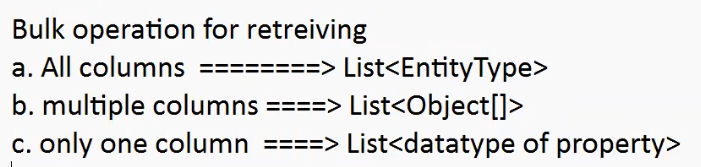 Bulk operation for retreiving
a. All columns ========> List<EntityType>
b. multiple columns ====> List<Object[]>
c. only one column ====> List<datatype of property>